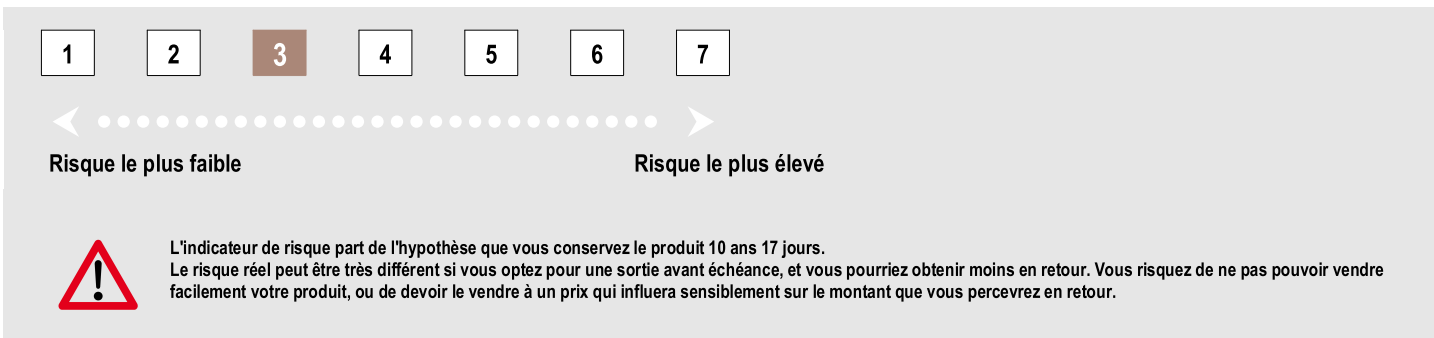 1 2 3 4 5 6 7
Risque le plus faible Risque le plus élevé
L'indicateur de risque part de l'hypothèse que vous conservez le produit 10 ans 17 jours.
Le risque réel peut être très différent si vous optez pour une sortie avant échéance, et vous pourriez obtenir moins en retour. Vous risquez de ne pas pouvoir vendre
facilement votre produit, ou de devoir le vendre à un prix qui influera sensiblement sur le montant que vous percevrez en retour.